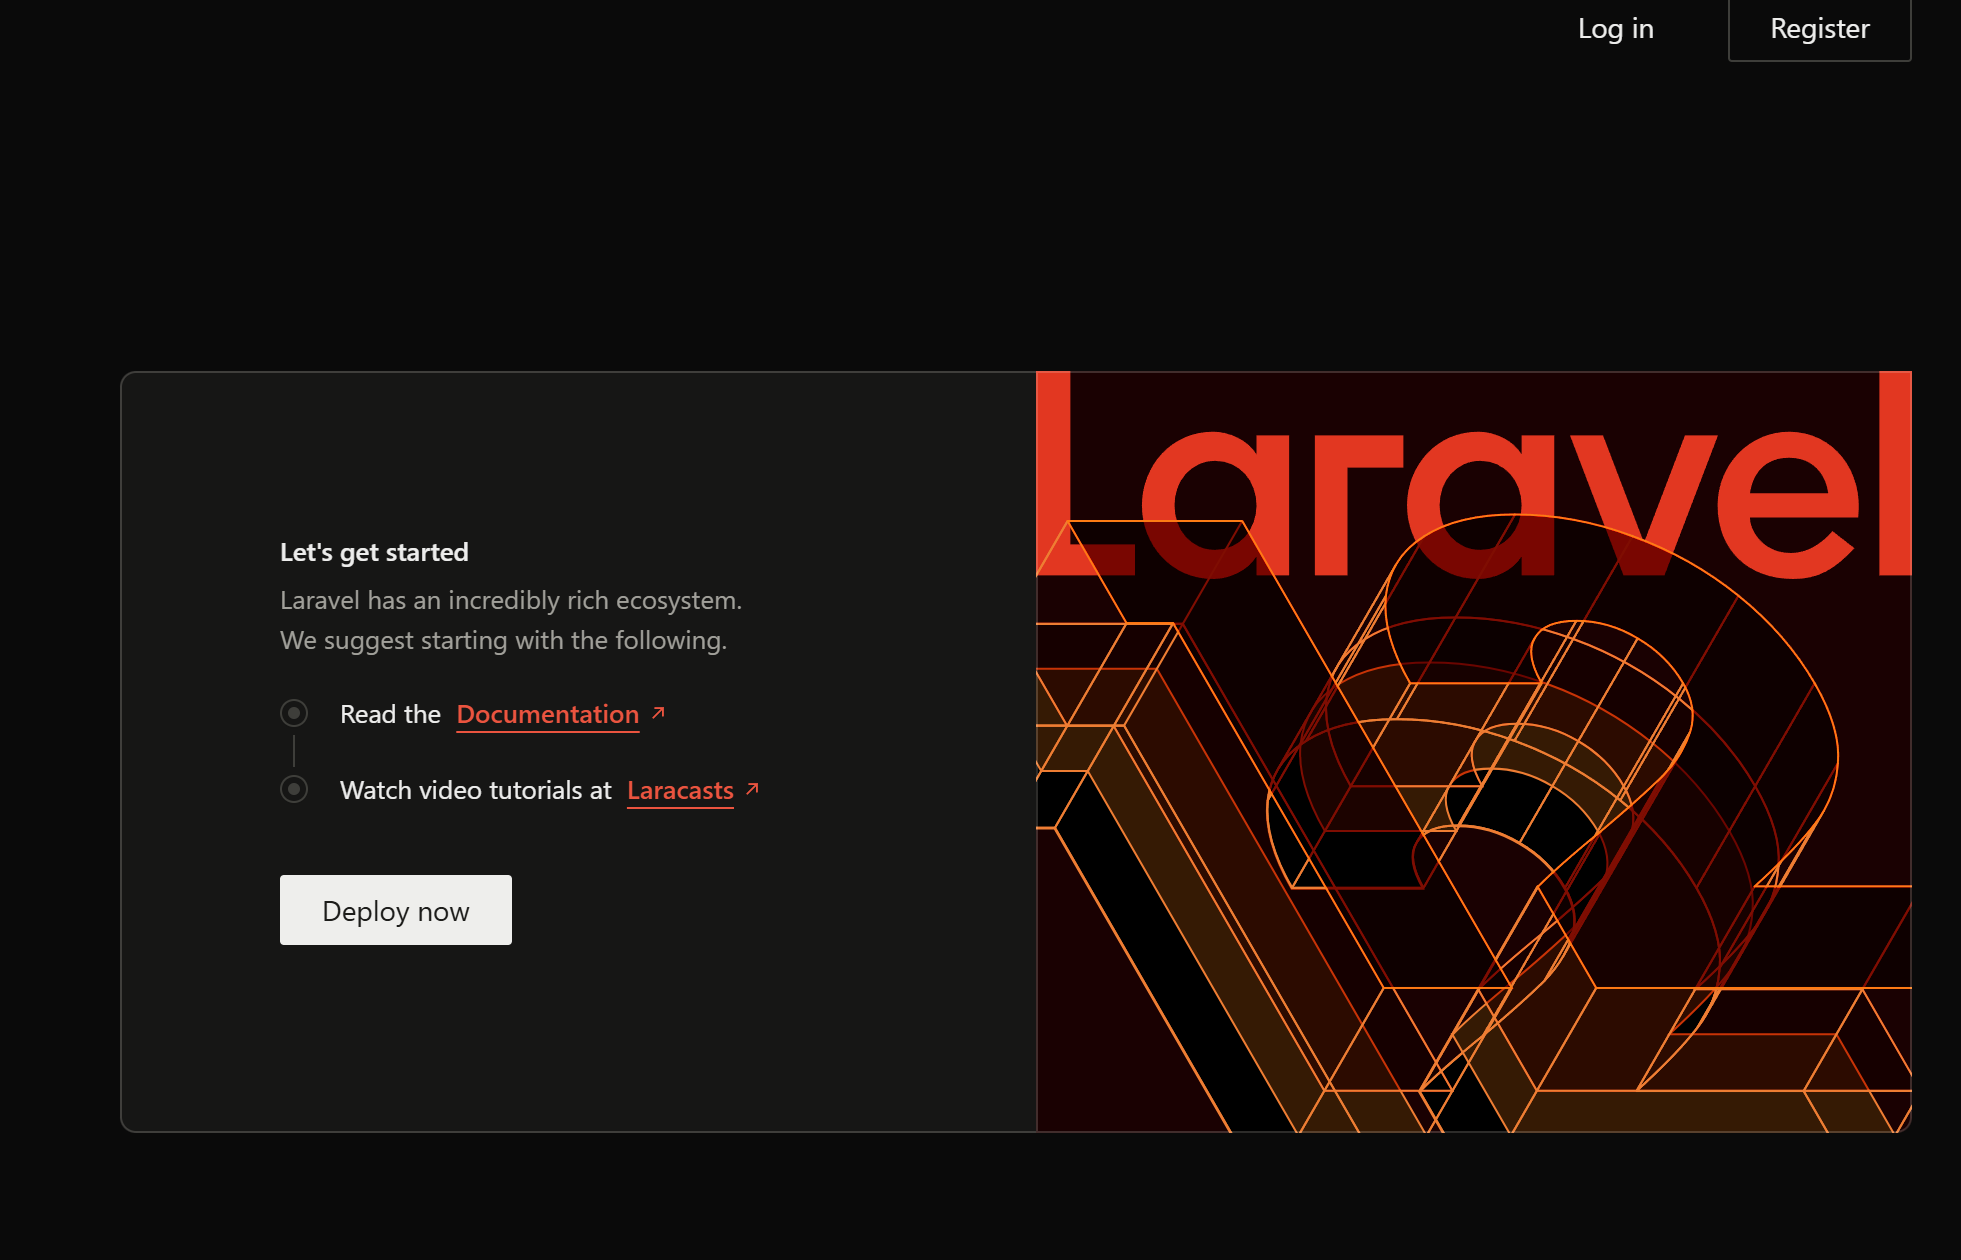 Log in
Register
Let's get started
Laravel has an incredibly rich ecosystem.
We suggest starting with the following.
Read the Documentation ↗
Watch video tutorials at Laracasts ↗
Deploy now
Laravel